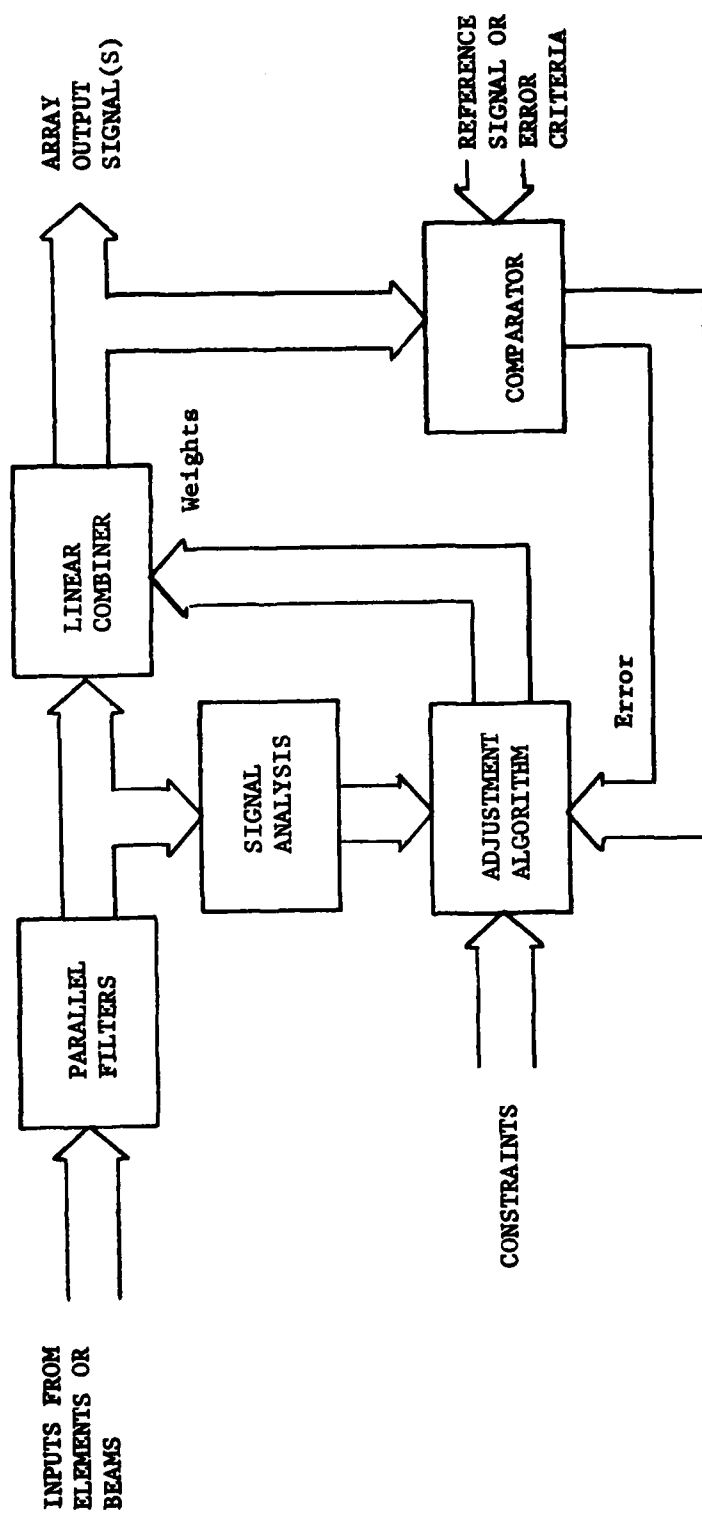 INPUTS FROM
ELEMENTS OR
BEAMS
PARALLEL
FILTERS
LINEAR
COMBINER
ARRAY
OUTPUT
SIGNAL(S)
SIGNAL
ANALYSIS
Weights
CONSTRAINTS
ADJUSTMENT
ALGORITHM
COMPARATOR
REFERENCE
SIGNAL OR
ERROR
CRITERIA
Error